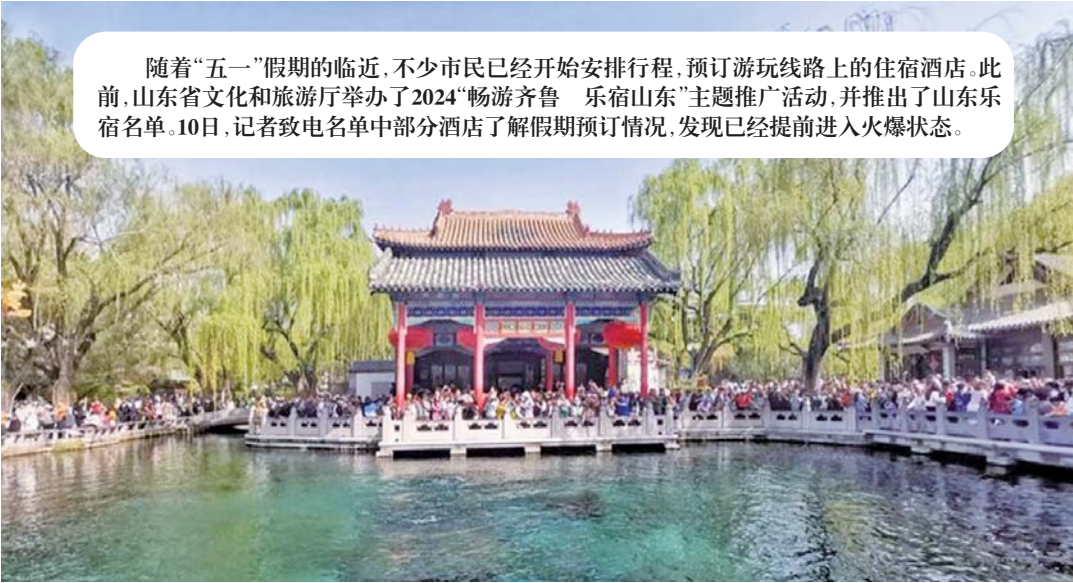 随着“五一”假期的临近,不少市民已经开始安排行程,预订游玩线路上的住宿酒店。此
前,山东省文化和旅游厅举办了2024“畅游齐鲁　乐宿山东”主题推广活动,并推出了山东乐
宿名单。10日,记者致电名单中部分酒店了解假期预订情况,发现已经提前进入火爆状态。